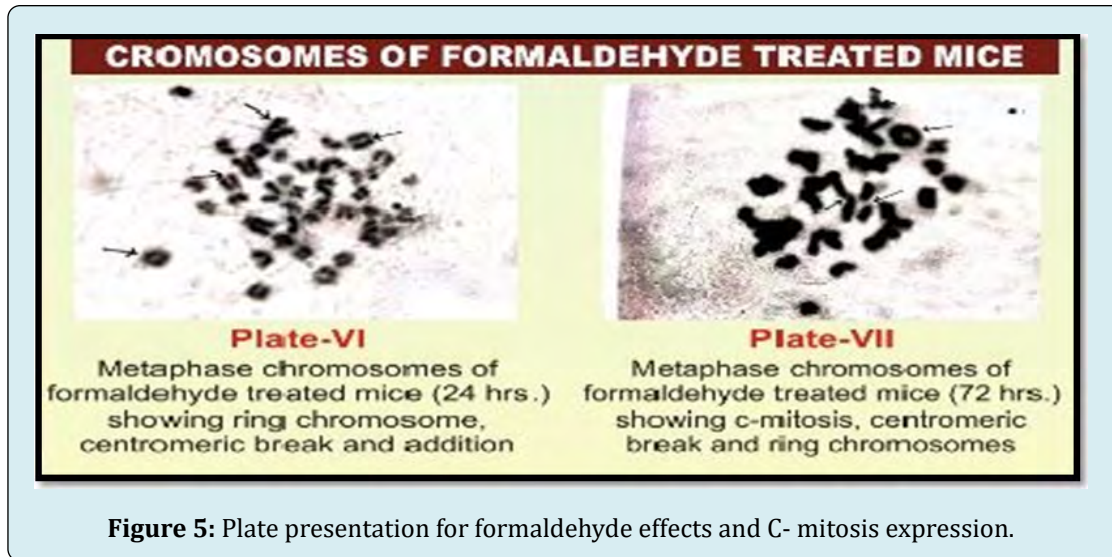 CROMOSOMES OF FORMALDEHYDE TREATED MICE
Plate-VI
Metaphase chromosomes of
formaldehyde treated mice (24 hrs.)
showing ring chromosome,
centromeric break and addition
Plate-VII
Metaphase chromosomes of
formaldehyde treated mice (72 hrs.)
showing c-mitosis, centromeric
break and ring chromosomes
Figure 5: Plate presentation for formaldehyde effects and C- mitosis expression.